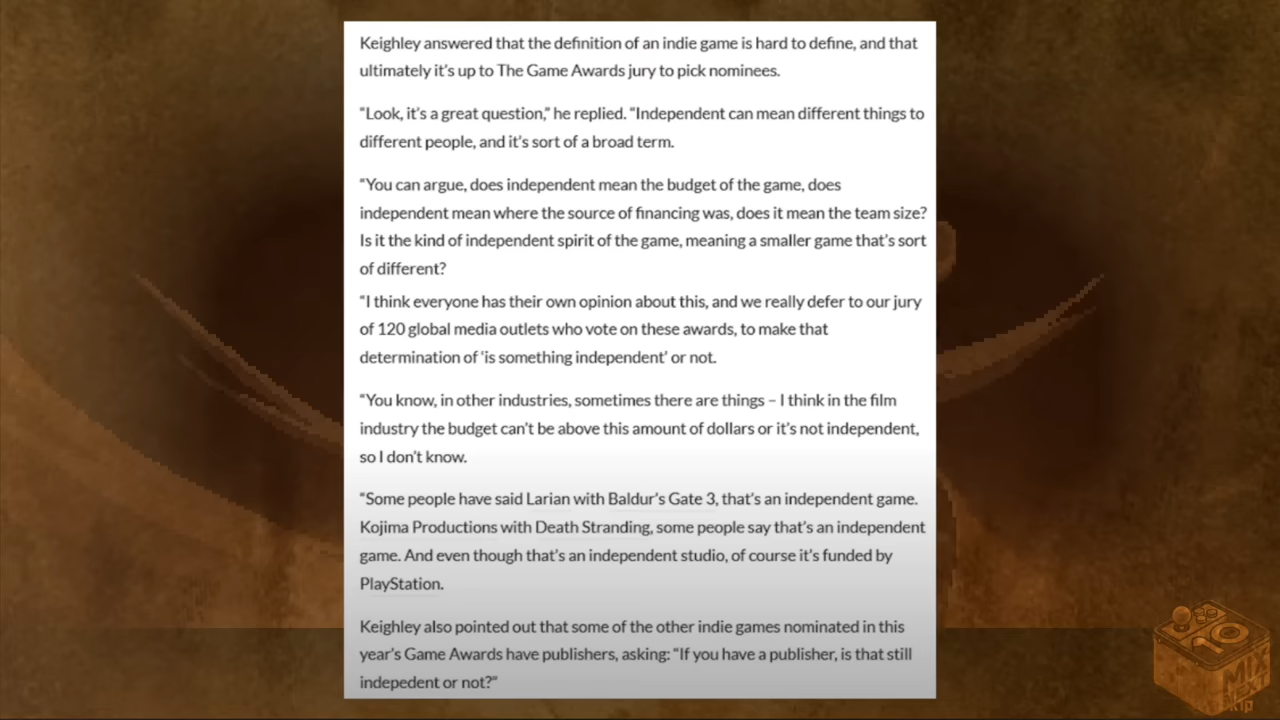 Keighley answered that the definition of an indie game is hard to define, and that
ultimately it's up to The Game Awards jury to pick nominees.
“Look, it's a great question,” he replied. “Independent can mean different things to
different people, and it's sort of a broad term.
“You can argue, does independent mean the budget of the game, does
independent mean where the source of financing was, does it mean the team size?
Is it the kind of independent spirit of the game, meaning a smaller game that's sort
of different?
“I think everyone has their own opinion about this, and we really defer to our jury
of 120 global media outlets who vote on these awards, to make that
determination of ‘is something independent’ or not.
“You know, in other industries, sometimes there are things – I think in the film
industry the budget can't be above this amount of dollars or it's not independent,
so I don't know.
“Some people have said Larian with Baldur's Gate 3, that's an independent game.
Kojima Productions with Death Stranding, some people say that's an independent
game. And even though that's an independent studio, of course it's funded by
PlayStation.
Keighley also pointed out that some of the other indie games nominated in this
year's Game Awards have publishers, asking: “If you have a publisher, is that still
indepedent or not?”
MIX
NEXT